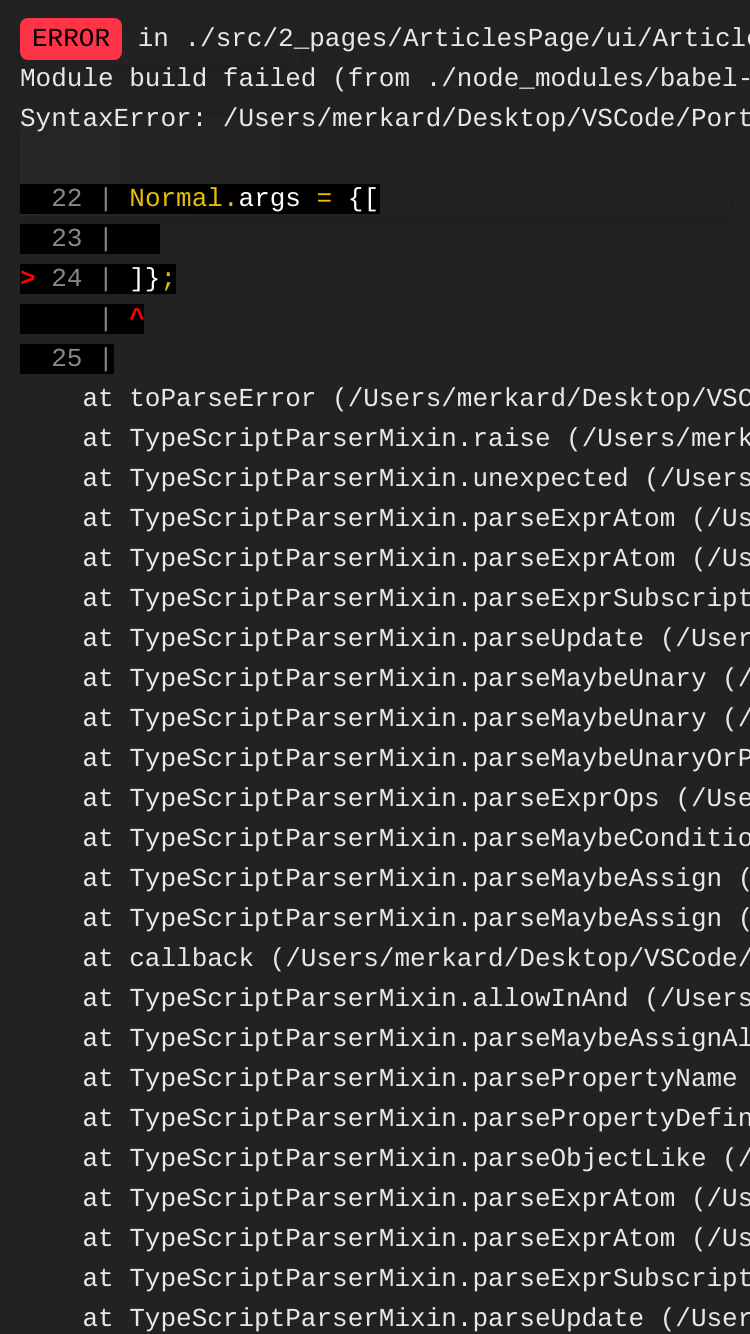 ERROR in ./src/2_pages/ArticlesPage/ui/Article
Module build failed (from ./node_modules/babel-
SyntaxError: /Users/merkard/Desktop/VSCode/Port
22 | Normal.args = {[
23 |
> 24 | ]};
| ^
25 |
at toParseError (/Users/merkard/Desktop/VSC
at TypeScriptParserMixin.raise (/Users/merk
at TypeScriptParserMixin.unexpected (/Users
at TypeScriptParserMixin.parseExprAtom (/Us
at TypeScriptParserMixin.parseExprAtom (/Us
at TypeScriptParserMixin.parseExprSubscript
at TypeScriptParserMixin.parseUpdate (/User
at TypeScriptParserMixin.parseMaybeUnary (/
at TypeScriptParserMixin.parseMaybeUnary (/
at TypeScriptParserMixin.parseMaybeUnaryOrP
at TypeScriptParserMixin.parseExprOps (/Use
at TypeScriptParserMixin.parseMaybeConditio
at TypeScriptParserMixin.parseMaybeAssign (
at TypeScriptParserMixin.parseMaybeAssign (
at callback (/Users/merkard/Desktop/VSCode/
at TypeScriptParserMixin.allowInAnd (/Users
at TypeScriptParserMixin.parseMaybeAssignAl
at TypeScriptParserMixin.parsePropertyName
at TypeScriptParserMixin.parsePropertyDefin
at TypeScriptParserMixin.parseObjectLike (/
at TypeScriptParserMixin.parseExprAtom (/Us
at TypeScriptParserMixin.parseExprAtom (/Us
at TypeScriptParserMixin.parseExprSubscript
at TypeScriptParserMixin.parseUpdate (/User